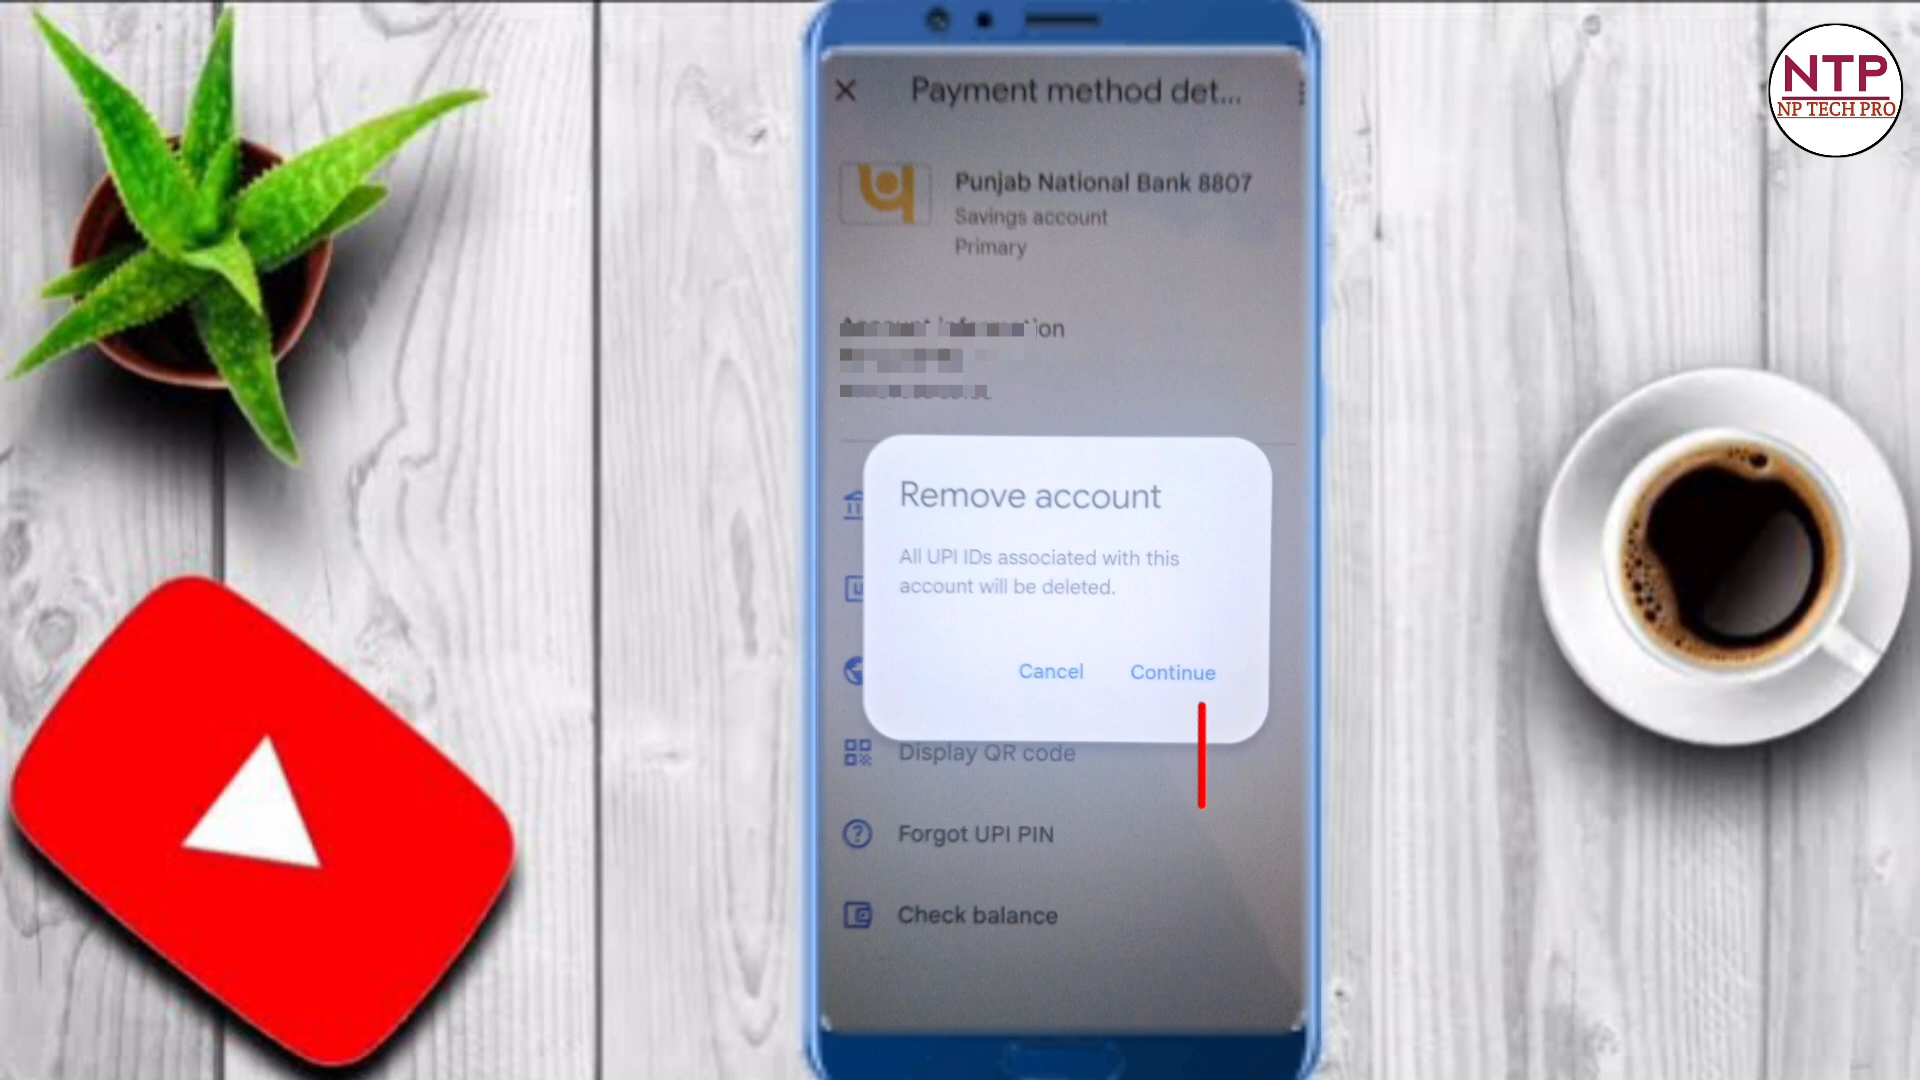 NTP
NP TECH PRO
Payment method det...
Punjab National Bank 8807
Savings account
Primary
Remove account
All UPI IDs associated with this
account will be deleted.
Cancel
Continue
Display QR code
Forgot UPI PIN
Check balance